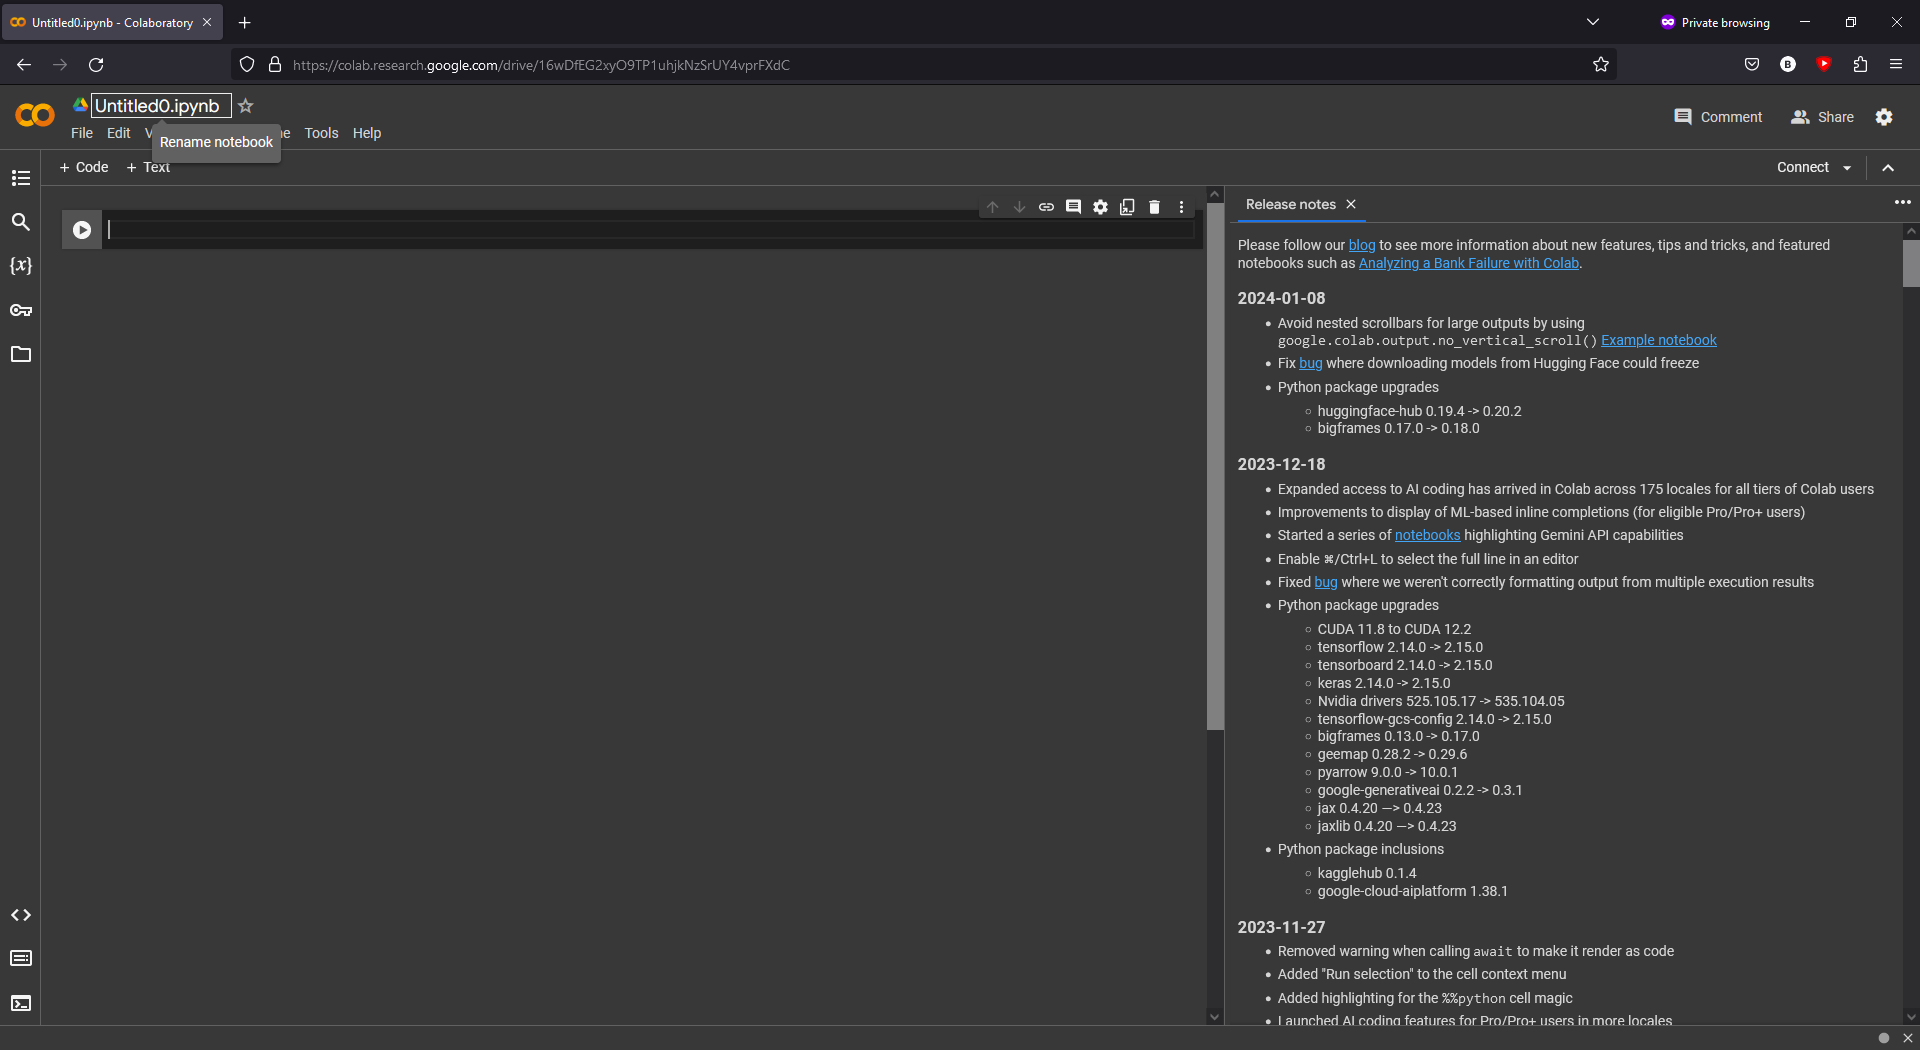 Untitled0.ipynb - Colaboratory
Private browsing
https://colab.research.google.com/drive/16wDfEG2xyO9TP1uhjkNzSrUY4vprFXdC
Untitled0.ipynb
Comment
Share
File Edit V
e Tools Help
Rename notebook
+ Code + Text
Connect
{x}
Release notes
Please follow our blog to see more information about new features, tips and tricks, and featured
notebooks such as Analyzing a Bank Failure with Colab.
2024-01-08
Avoid nested scrollbars for large outputs by using
google.colab.output.no_vertical_scroll() Example notebook
Fix bug where downloading models from Hugging Face could freeze
Python package upgrades
huggingface-hub 0.19.4 -> 0.20.2
bigframes 0.17.0 -> 0.18.0
2023-12-18
Expanded access to AI coding has arrived in Colab across 175 locales for all tiers of Colab users
Improvements to display of ML-based inline completions (for eligible Pro/Pro+ users)
Started a series of notebooks highlighting Gemini API capabilities
Enable ⌘/Ctrl+L to select the full line in an editor
Fixed bug where we weren't correctly formatting output from multiple execution results
Python package upgrades
CUDA 11.8 to CUDA 12.2
tensorflow 2.14.0 -> 2.15.0
tensorboard 2.14.0 -> 2.15.0
keras 2.14.0 -> 2.15.0
Nvidia drivers 525.105.17 -> 535.104.05
tensorflow-gcs-config 2.14.0 -> 2.15.0
bigframes 0.13.0 -> 0.17.0
geemap 0.28.2 -> 0.29.6
pyarrow 9.0.0 -> 10.0.1
google-generativeai 0.2.2 -> 0.3.1
jax 0.4.20 —> 0.4.23
jaxlib 0.4.20 —> 0.4.23
Python package inclusions
kagglehub 0.1.4
google-cloud-aiplatform 1.38.1
2023-11-27
Removed warning when calling await to make it render as code
Added "Run selection" to the cell context menu
Added highlighting for the %%python cell magic
Launched AI coding features for Pro/Pro+ users in more locales